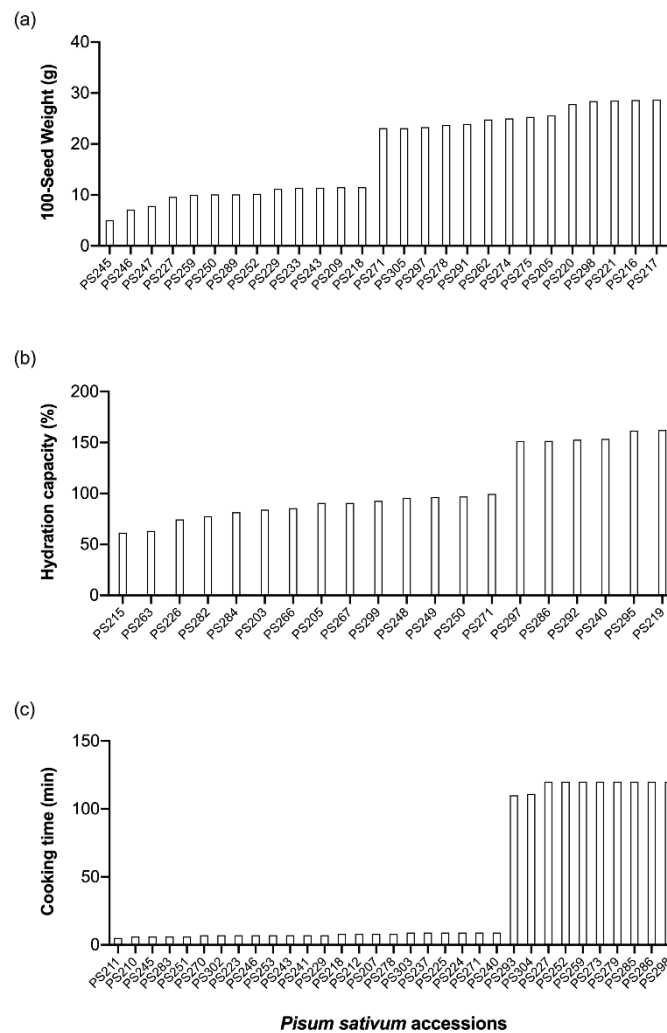 (a)
100-Seed Weight (g)
40
30
20
10
0
PS245 PS246 PS247 PS227 PS259 PS250 PS289 PS252 PS229 PS233 PS243 PS209 PS218 PS271 PS305 PS297 PS278 PS291 PS262 PS274 PS275 PS205 PS220 PS298 PS221 PS216 PS217
(b)
Hydration capacity (%)
200
150
100
50
0
PS215 PS263 PS226 PS282 PS284 PS203 PS266 PS205 PS267 PS299 PS248 PS249 PS250 PS271 PS297 PS286 PS292 PS240 PS295 PS219
(c)
Cooking time (min)
150
100
50
0
PS211 PS210 PS245 PS283 PS251 PS270 PS302 PS223 PS246 PS253 PS243 PS241 PS229 PS218 PS212 PS207 PS278 PS303 PS237 PS225 PS224 PS271 PS240 PS293 PS304 PS227 PS252 PS259 PS273 PS279 PS285 PS286 PS298
Pisum sativum accessions